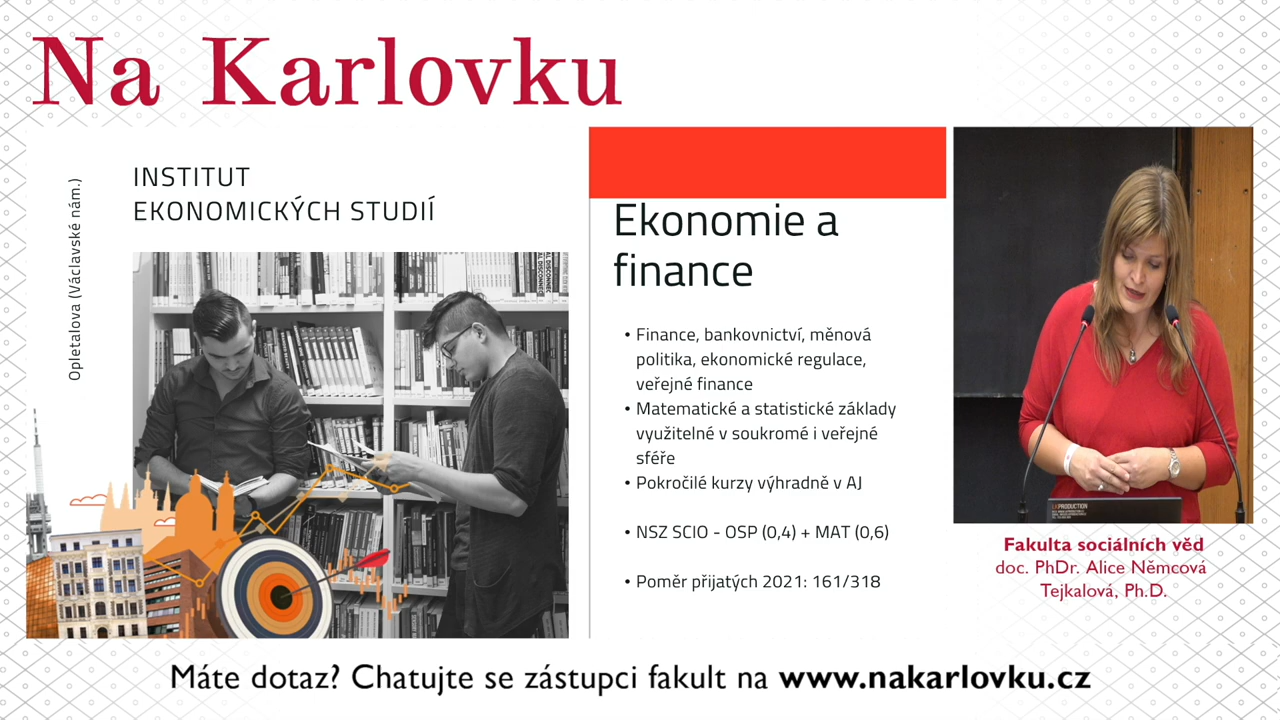 Na Karlovku
Opletalova (Václavské nám.)
INSTITUT
EKONOMICKÝCH STUDIÍ
Ekonomie a
finance
• Finance, bankovnictví, měnová
politika, ekonomické regulace,
veřejné finance
• Matematické a statistické základy
využitelné v soukromé i veřejné
sféře
• Pokročilé kurzy výhradně v AJ
• NSZ SCIO - OSP (0,4) + MAT (0,6)
• Poměr přijatých 2021: 161/318
Fakulta sociálních věd
doc. PhDr. Alice Němcová
Tejkalová, Ph.D.
Máte dotaz? Chatujte se zástupci fakult na www.nakarlovku.cz